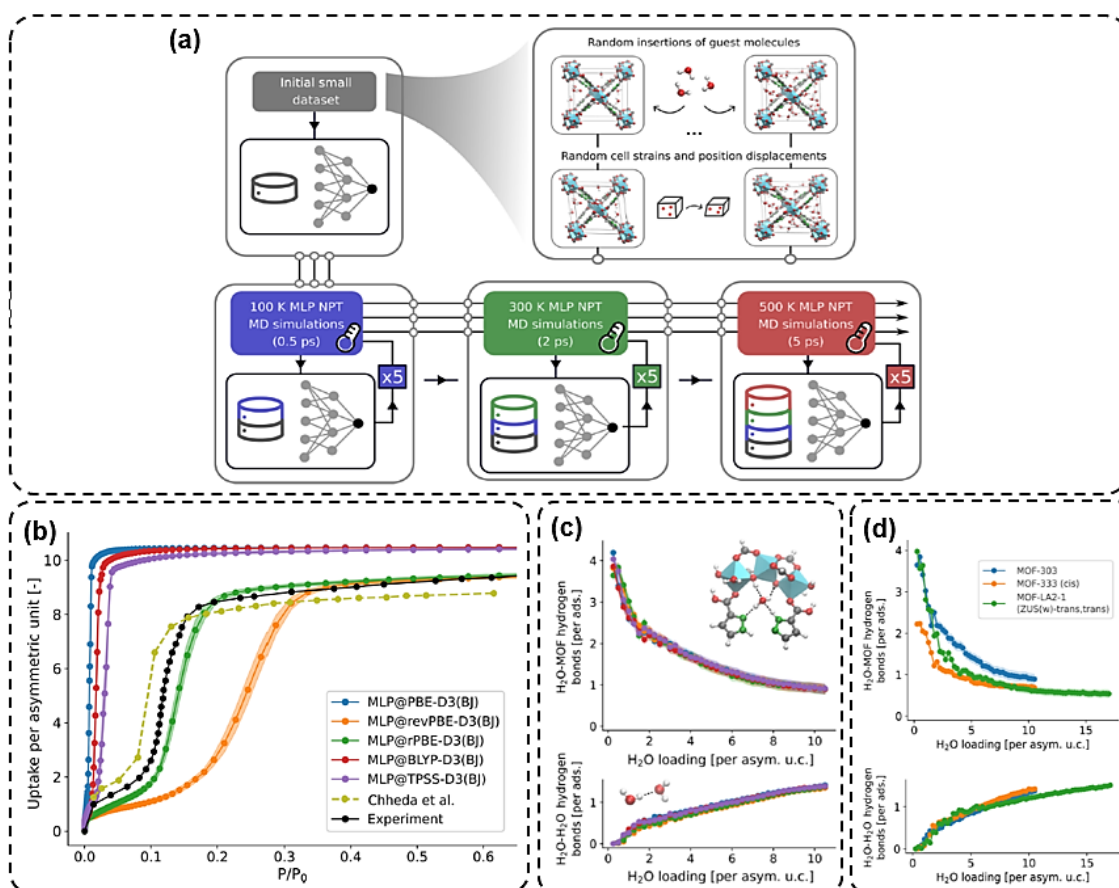 (a)
Random insertions of guest molecules
...
Random cell strains and position displacements
Initial small
dataset
100 K MLP NPT
MD simulations
(0.5 ps)
x5
300 K MLP NPT
MD simulations
(2 ps)
x5
500 K MLP NPT
MD simulations
(5 ps)
x5
(b)
Uptake per asymmetric unit [-]
10
8
6
4
2
0
MLP@PBE-D3(BJ)
MLP@revPBE-D3(BJ)
MLP@rPBE-D3(BJ)
MLP@BLYP-D3(BJ)
MLP@TPSS-D3(BJ)
Chheda et al.
Experiment
0.0 0.1 0.2 0.3 0.4 0.5 0.6
P/P0
(c)
H2O-MOF hydrogen
bonds [per ads.]
4
3
2
1
0
0 2 4 6 8 10
H2O loading [per asym. u.c.]
H2O-H2O hydrogen
bonds [per ads.]
1
0
0 2 4 6 8 10
H2O loading [per asym. u.c.]
(d)
H2O-MOF hydrogen
bonds [per ads.]
4
3
2
1
0
MOF-303
MOF-333 (cis)
MOF-LA2-1
(ZUS(w)-trans,trans)
0 5 10 15
H2O loading [per asym. u.c.]
H2O-H2O hydrogen
bonds [per ads.]
1
0
0 5 10 15
H2O loading [per asym. u.c.]